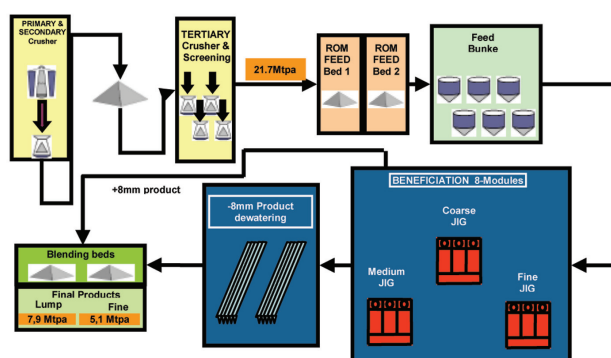 PRIMARY &
SECONDARY
Crusher
TERTIARY
Crusher &
Screening
21.7Mtpa
ROM
FEED
Bed 1
ROM
FEED
Bed 2
Feed
Bunke
+8mm product
-8mm Product
dewatering
BENEFICIATION 8-Modules
Coarse
JIG
Medium
JIG
Fine
JIG
Blending beds
Final Products
Lump Fine
7,9 Mtpa 5,1 Mtpa